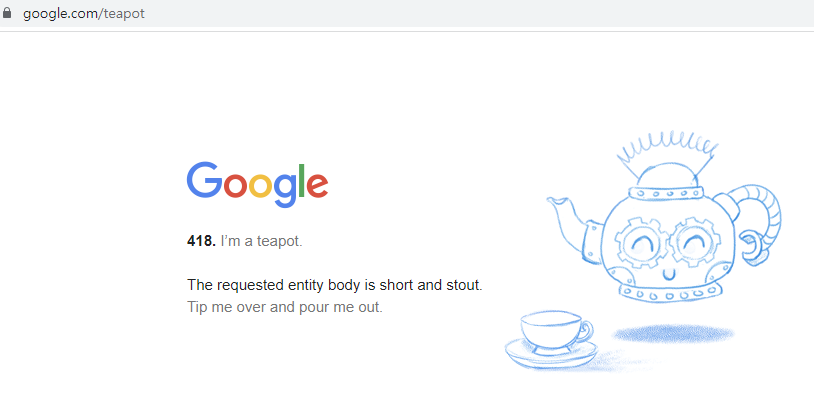 google.com/teapot
Google
418. I’m a teapot.
The requested entity body is short and stout.
Tip me over and pour me out.